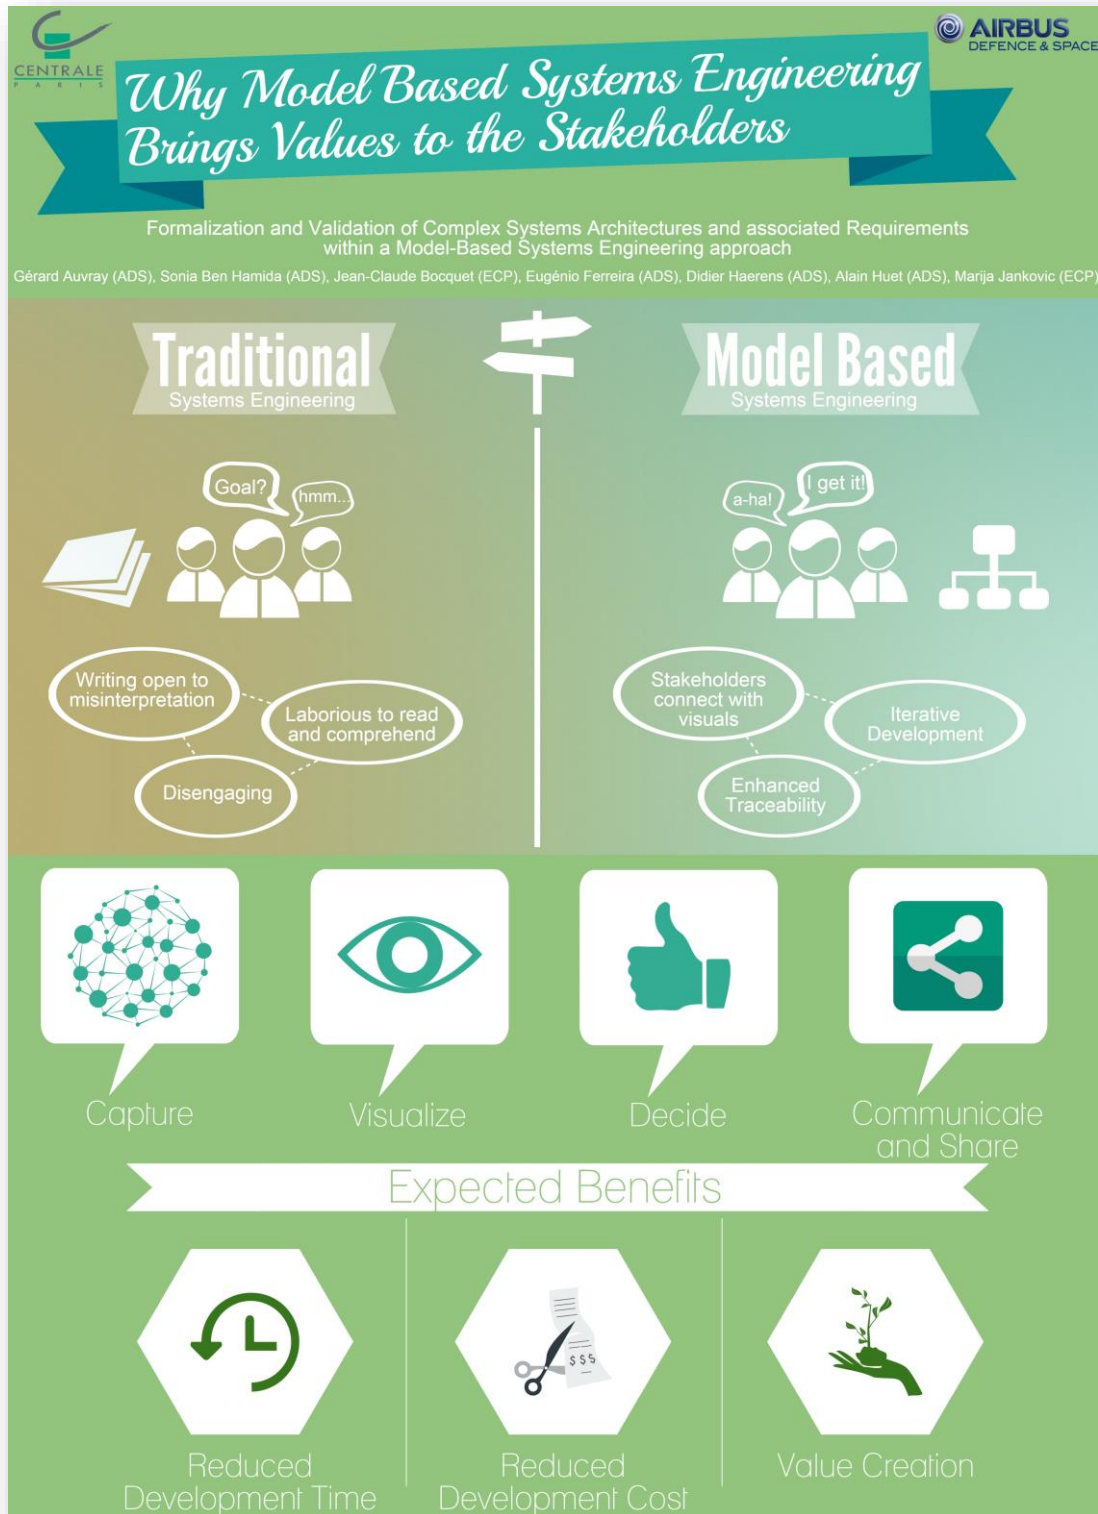 CENTRALE
PARIS
AIRBUS
DEFENCE & SPACE
Why Model Based Systems Engineering
Brings Values to the Stakeholders
Formalization and Validation of Complex Systems Architectures and associated Requirements
within a Model-Based Systems Engineering approach
Gérard Auvray (ADS), Sonia Ben Hamida (ADS), Jean-Claude Bocquet (ECP), Eugénio Ferreira (ADS), Didier Haerens (ADS), Alain Huet (ADS), Marija Jankovic (ECP)
Traditional
Systems Engineering
Model Based
Systems Engineering
Goal?
hmm...
a-ha!
I get it!
Writing open to
misinterpretation
Laborious to read
and comprehend
Disengaging
Stakeholders
connect with
visuals
Iterative
Development
Enhanced
Traceability
Capture
Visualize
Decide
Communicate
and Share
Expected Benefits
$$$
Reduced
Development Time
Reduced
Development Cost
Value Creation